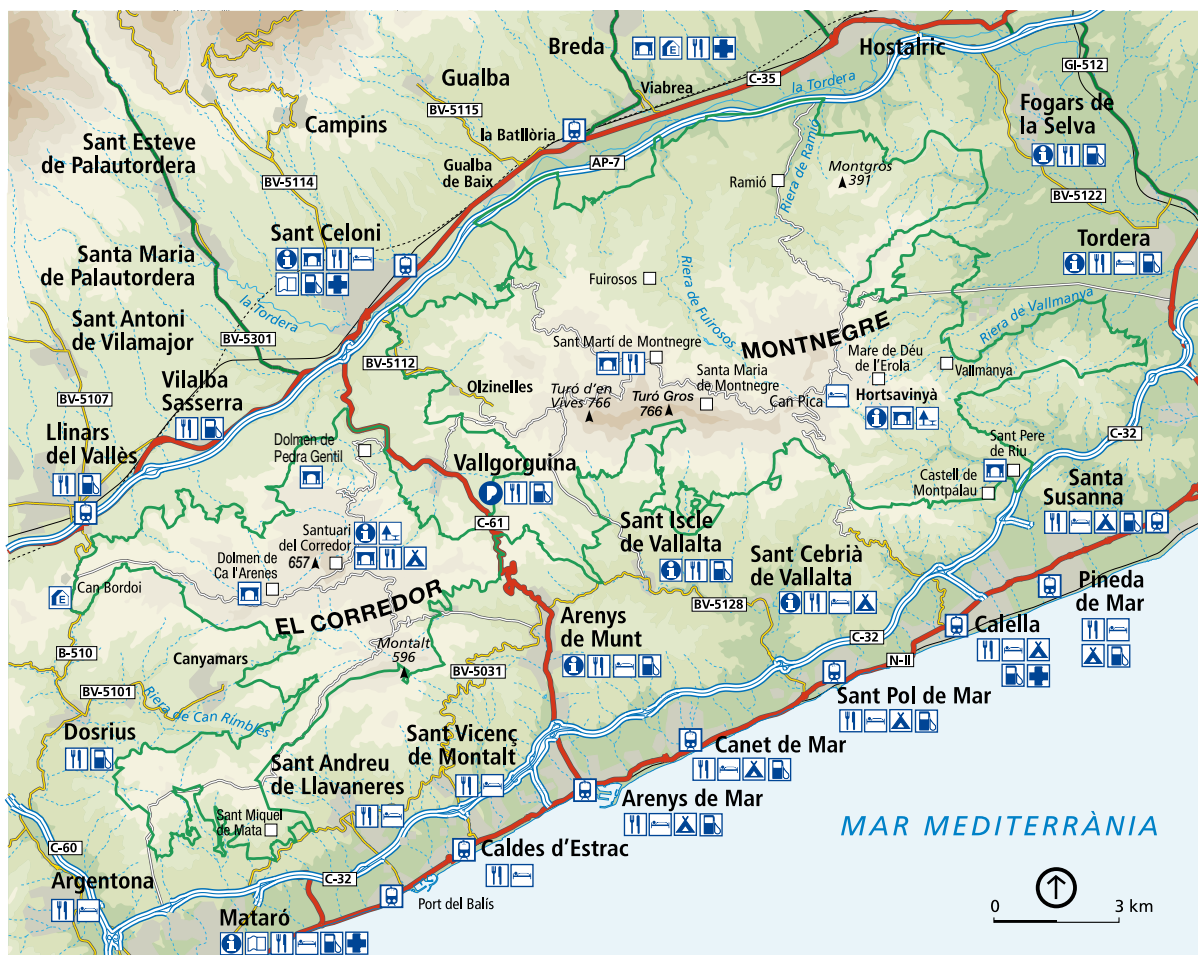 Breda
Hostalric
Gualba
Viabrea
C-35
la Tordera
GI-512
BV-5115
Campins
la Batllòria
Fogars de
la Selva
Sant Esteve
de Palautordera
Gualba
de Baix
AP-7
Riera de Ramió
Montgròs
391
Ramió
BV-5114
BV-5122
Sant Celoni
Tordera
Santa Maria
de Palautordera
Fuirosos
Riera de Fuirosos
la Tordera
Riera de Vallmanya
Sant Antoni
de Vilamajor
BV-5301
MONTNEGRE
Sant Martí de Montnegre
Mare de Déu
de l'Erola
Vallmanya
BV-5112
Santa Maria
de Montnegre
Vilalba
Sasserra
Olzinelles
Turó d'en
Vives 766
Turó Gros
766
Can Pica
Hortsavinyà
BV-5107
Llinars
del Vallès
C-32
Dolmen de
Pedra Gentil
Vallgorguina
P
Sant Pere
de Riu
Castell de
Montpalau
Santa
Susanna
C-61
Sant Iscle
de Vallalta
Santuari
del Corredor
657
Sant Cebrià
de Vallalta
Dolmen de
Ca l'Arenes
Can Bordoi
Pineda
de Mar
EL CORREDOR
BV-5128
Arenys
de Munt
Calella
C-32
B-510
Montalt
596
Canyamars
BV-5031
N-II
BV-5101
Sant Pol de Mar
Riera de Can Rimbles
Dosrius
Sant Vicenç
de Montalt
Canet de Mar
Sant Andreu
de Llavaneres
Arenys de Mar
Sant Miquel
de Mata
MAR MEDITERRÀNIA
C-60
Caldes d'Estrac
Argentona
C-32
Port del Balís
0 3 km
Mataró